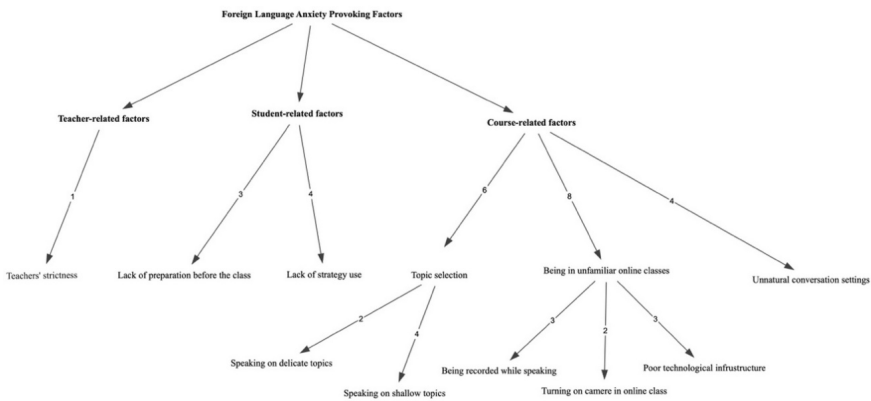 Foreign Language Anxiety Provoking Factors
Teacher-related factors
Student-related factors
Course-related factors
1
3
4
6
8
4
Teachers' strictness
Lack of preparation before the class
Lack of strategy use
Topic selection
Being in unfamiliar online classes
Unnatural conversation settings
2
4
3
2
3
Speaking on delicate topics
Speaking on shallow topics
Being recorded while speaking
Turning on camere in online class
Poor technological infrustructure